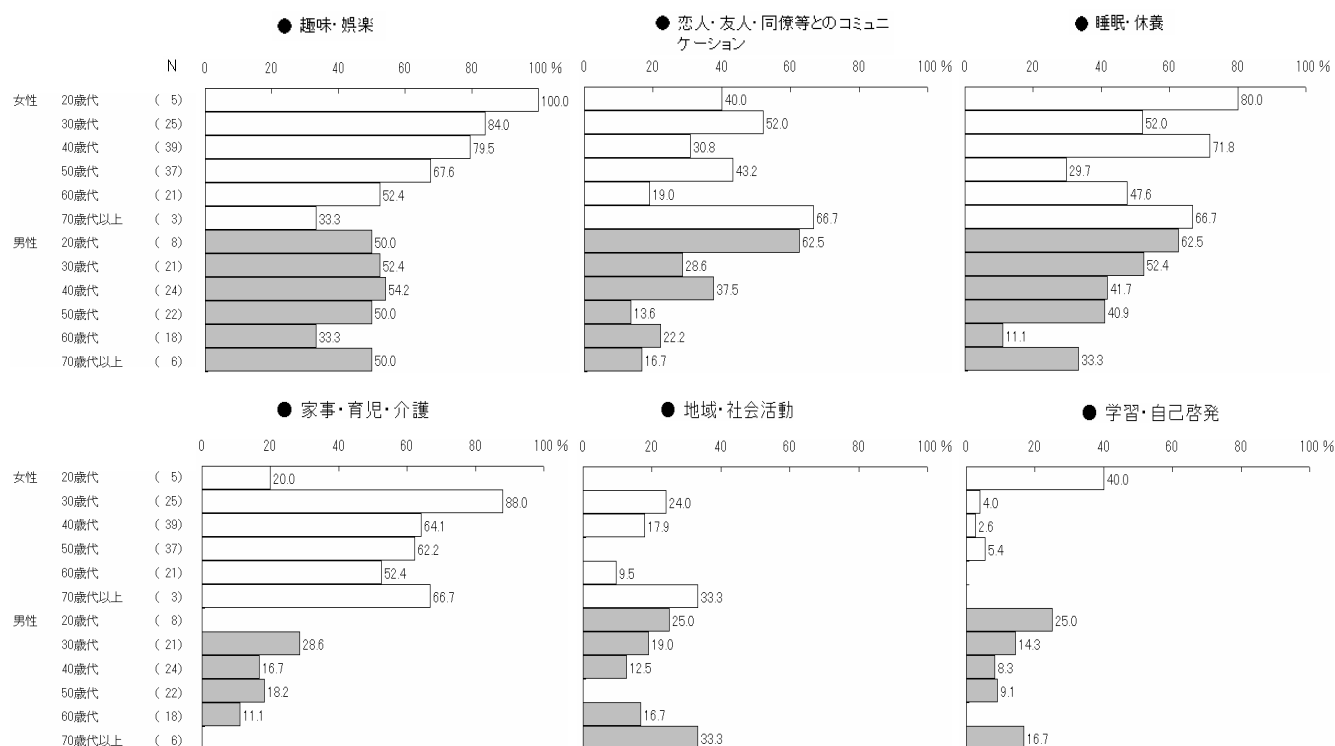 ● 趣味・娯楽
● 恋人・友人・同僚等とのコミュニ
ケーション
● 睡眠・休養
N 0 20 40 60 80 100 % 0 20 40 60 80 100 % 0 20 40 60 80 100 %
女性 20歳代 ( 5) 100.0 40.0 80.0
30歳代 ( 25) 84.0 52.0 52.0
40歳代 ( 39) 79.5 30.8 71.8
50歳代 ( 37) 67.6 43.2 29.7
60歳代 ( 21) 52.4 19.0 47.6
70歳代以上 ( 3) 33.3 66.7 66.7
男性 20歳代 ( 8) 50.0 62.5 62.5
30歳代 ( 21) 52.4 28.6 52.4
40歳代 ( 24) 54.2 37.5 41.7
50歳代 ( 22) 50.0 13.6 40.9
60歳代 ( 18) 33.3 22.2 11.1
70歳代以上 ( 6) 50.0 16.7 33.3
● 家事・育児・介護
● 地域・社会活動
● 学習・自己啓発
0 20 40 60 80 100 % 0 20 40 60 80 100 % 0 20 40 60 80 100 %
女性 20歳代 ( 5) 20.0 40.0
30歳代 ( 25) 88.0 24.0 4.0
40歳代 ( 39) 64.1 17.9 2.6
50歳代 ( 37) 62.2 5.4
60歳代 ( 21) 52.4 9.5
70歳代以上 ( 3) 66.7 33.3
男性 20歳代 ( 8) 25.0 25.0
30歳代 ( 21) 28.6 19.0 14.3
40歳代 ( 24) 16.7 12.5 8.3
50歳代 ( 22) 18.2 9.1
60歳代 ( 18) 11.1 16.7
70歳代以上 ( 6) 33.3 16.7